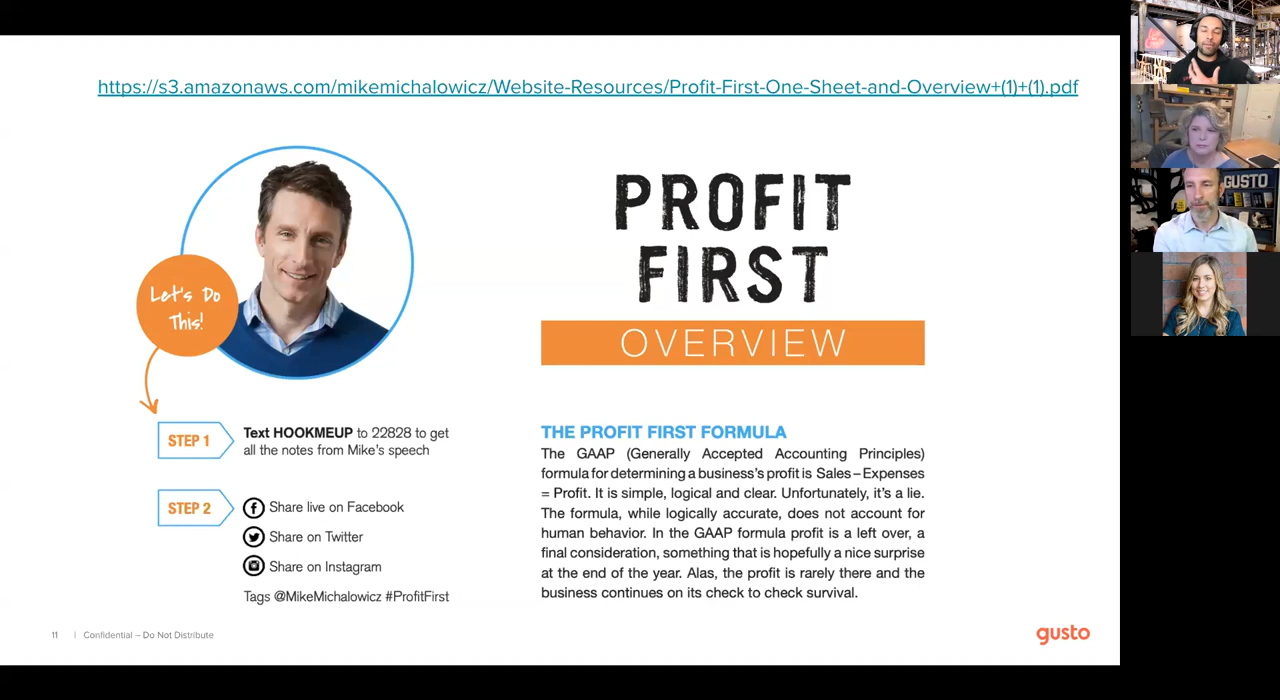 https://s3.amazonaws.com/mikemichalowicz/Website-Resources/Profit-First-One-Sheet-and-Overview+(1)+(1).pdf
Let's Do
This!
STEP 1
Text HOOKMEUP to 22828 to get
all the notes from Mike's speech
STEP 2
Share live on Facebook
Share on Twitter
Share on Instagram
Tags @MikeMichalowicz #ProfitFirst
PROFIT
FIRST
OVERVIEW
THE PROFIT FIRST FORMULA
The GAAP (Generally Accepted Accounting Principles)
formula for determining a business's profit is Sales – Expenses
= Profit. It is simple, logical and clear. Unfortunately, it's a lie.
The formula, while logically accurate, does not account for
human behavior. In the GAAP formula profit is a left over, a
final consideration, something that is hopefully a nice surprise
at the end of the year. Alas, the profit is rarely there and the
business continues on its check to check survival.
11 | Confidential – Do Not Distribute
gusto
GUSTO